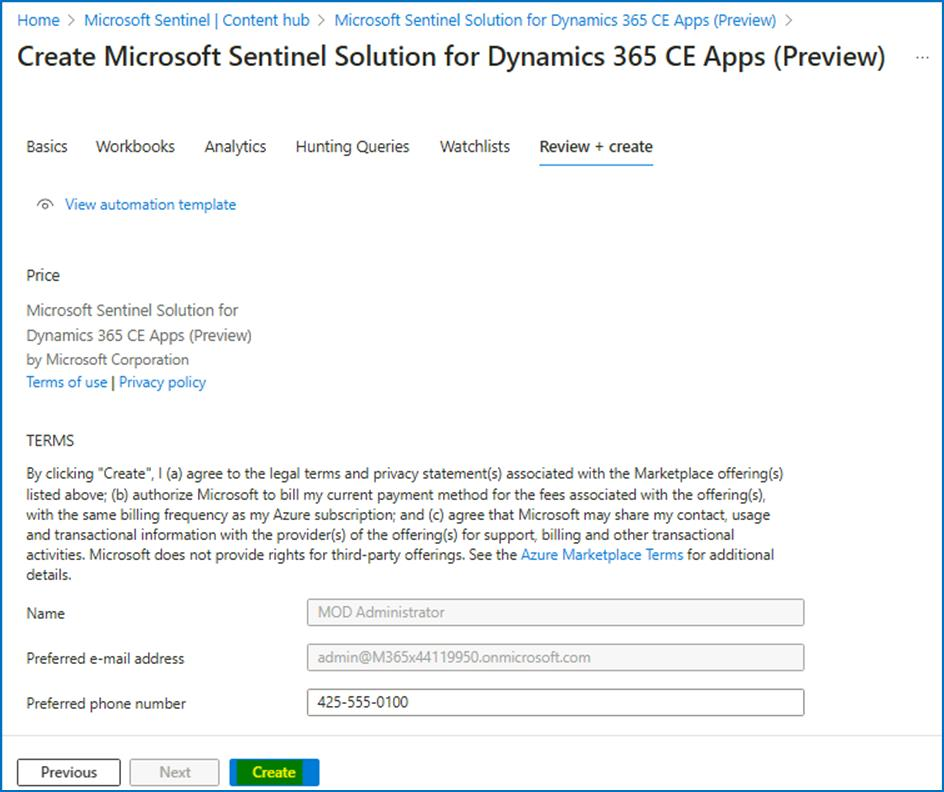 Home > Microsoft Sentinel | Content hub > Microsoft Sentinel Solution for Dynamics 365 CE Apps (Preview) >
Create Microsoft Sentinel Solution for Dynamics 365 CE Apps (Preview) ...
Basics Workbooks Analytics Hunting Queries Watchlists Review + create
View automation template
Price
Microsoft Sentinel Solution for
Dynamics 365 CE Apps (Preview)
by Microsoft Corporation
Terms of use | Privacy policy
TERMS
By clicking "Create", I (a) agree to the legal terms and privacy statement(s) associated with the Marketplace offering(s)
listed above; (b) authorize Microsoft to bill my current payment method for the fees associated with the offering(s),
with the same billing frequency as my Azure subscription; and (c) agree that Microsoft may share my contact, usage
and transactional information with the provider(s) of the offering(s) for support, billing and other transactional
activities. Microsoft does not provide rights for third-party offerings. See the Azure Marketplace Terms for additional
details.
Name MOD Administrator
Preferred e-mail address admin@M365x44119950.onmicrosoft.com
Preferred phone number 425-555-0100
Previous Next Create